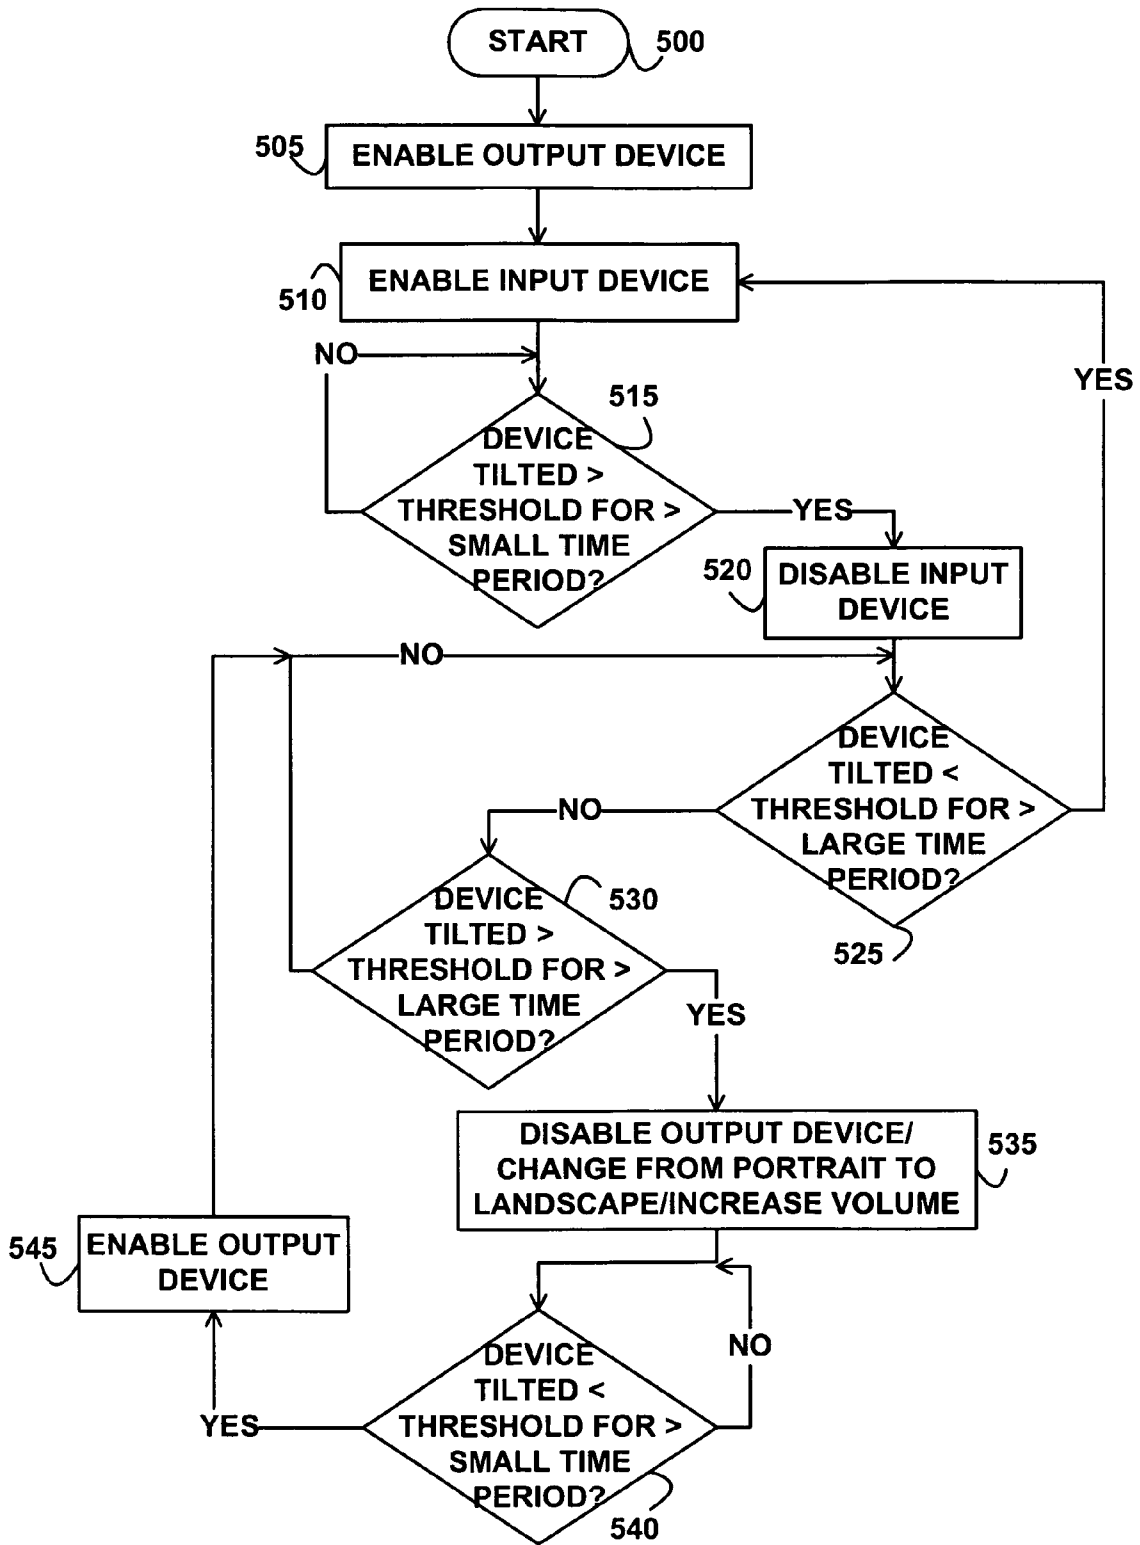 START
500
505
ENABLE OUTPUT DEVICE
ENABLE INPUT DEVICE
510
NO
YES
515
DEVICE
TILTED >
THRESHOLD FOR >
SMALL TIME
PERIOD?
YES
520
DISABLE INPUT
DEVICE
NO
DEVICE
TILTED <
THRESHOLD FOR >
LARGE TIME
PERIOD?
525
NO
530
DEVICE
TILTED >
THRESHOLD FOR >
LARGE TIME
PERIOD?
YES
DISABLE OUTPUT DEVICE/
CHANGE FROM PORTRAIT TO
LANDSCAPE/INCREASE VOLUME
535
545
ENABLE OUTPUT
DEVICE
NO
DEVICE
TILTED <
THRESHOLD FOR >
SMALL TIME
PERIOD?
YES
540